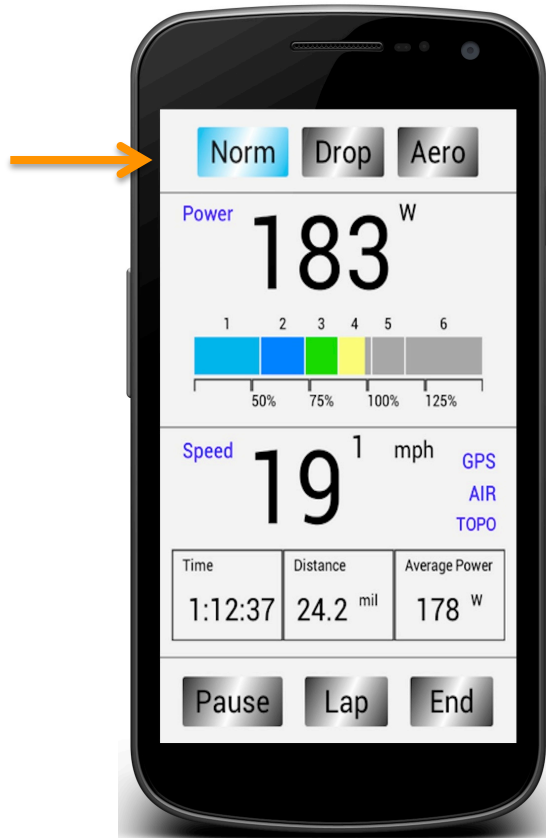 Norm Drop Aero
Power 183 W
1 2 3 4 5 6
50% 75% 100% 125%
Speed 19 1 mph
GPS
AIR
TOPO
Time Distance Average Power
1:12:37 24.2 mil 178 W
Pause Lap End